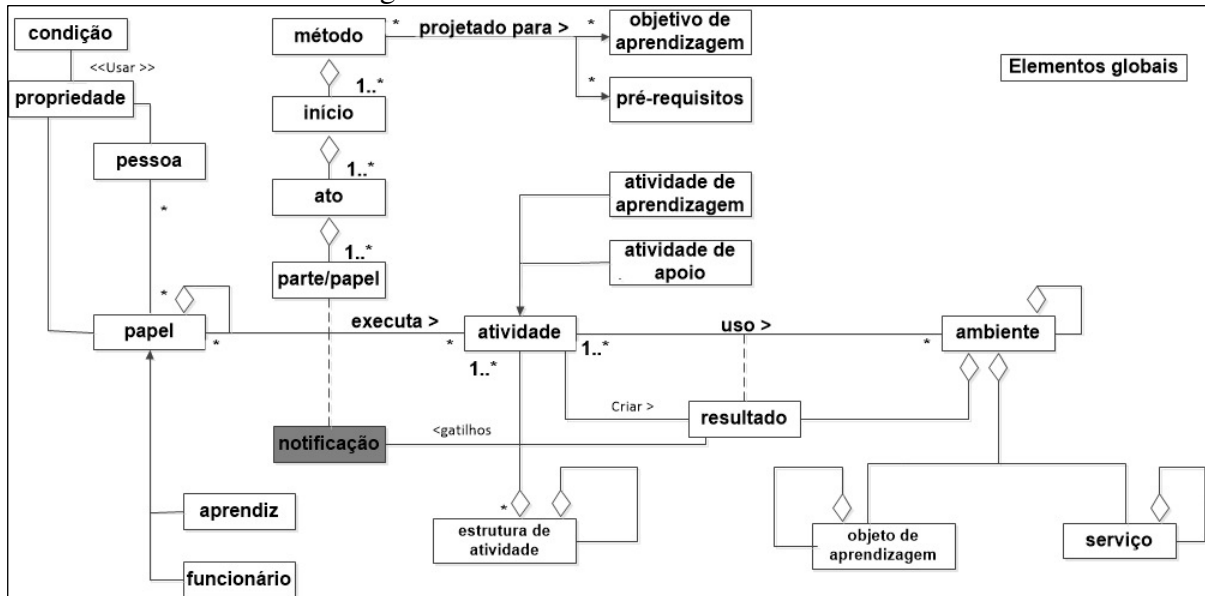 condição
<<Usar >>
propriedade
pessoa
*
*
papel
*
aprendiz
funcionário
método
*
projetado para >
*
objetivo de
aprendizagem
*
pré-requisitos
Elementos globais
1..*
início
1..*
ato
1..*
parte/papel
atividade de
aprendizagem
atividade de
apoio
executa >
*
atividade
1..*
1..*
uso >
*
ambiente
Criar >
resultado
notificação
<gatilhos
*
estrutura de
atividade
objeto de
aprendizagem
serviço